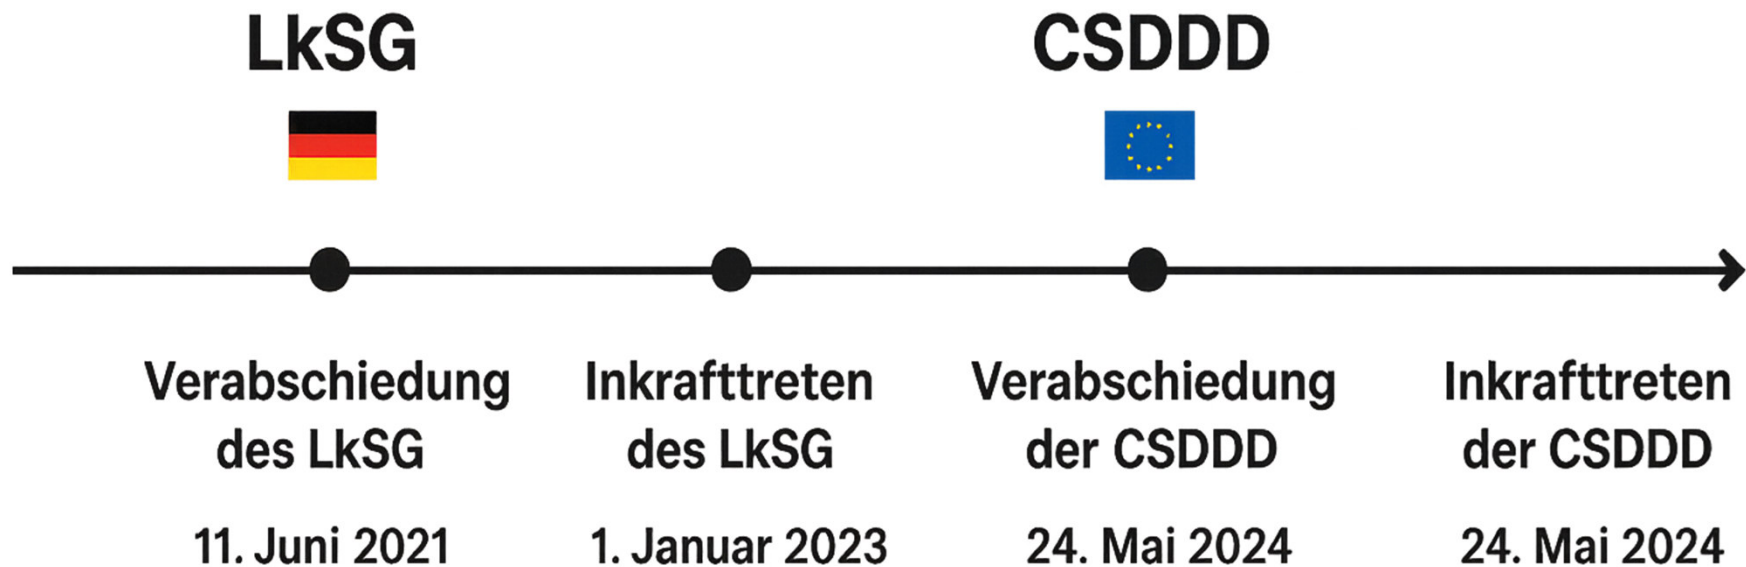 LkSG
CSDDD
Verabschiedung
des LkSG
11. Juni 2021
Inkrafttreten
des LkSG
1. Januar 2023
Verabschiedung
der CSDDD
24. Mai 2024
Inkrafttreten
der CSDDD
24. Mai 2024